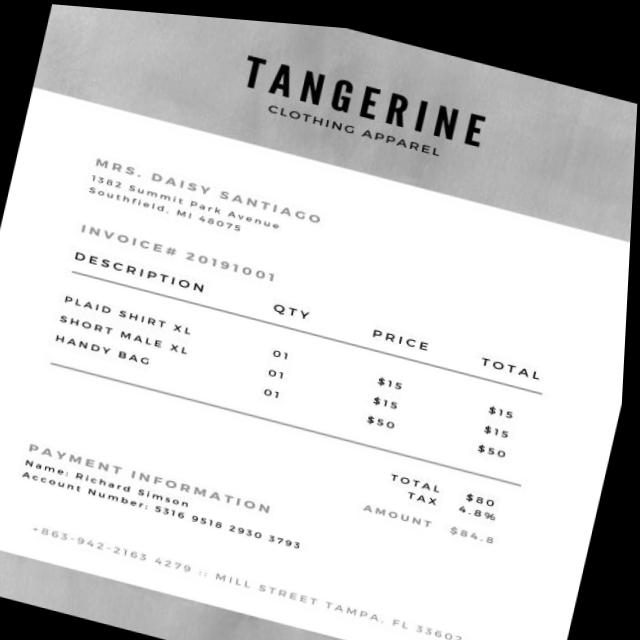 TANGERINE
CLOTHING APPAREL
MRS. DAISY SANTIAGO
1382 Summit Park Avenue
Southfield, MI 48075
INVOICE# 20191001
DESCRIPTION QTY PRICE TOTAL
PLAID SHIRT XL 01 $15 $15
SHORT MALE XL 01 $15 $15
HANDY BAG 01 $50 $50
TOTAL $80
TAX 4.8%
AMOUNT $84.8
PAYMENT INFORMATION
Name: Richard Simson
Account Number: 5316 9518 2930 3793
+863-942-2163 4279 :: MILL STREET TAMPA, FL 33602